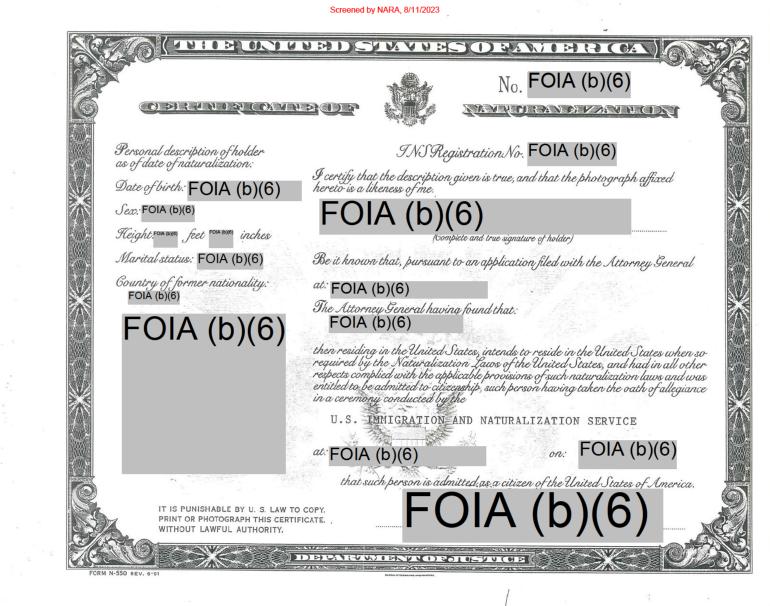 Screened by NARA, 8/11/2023
THE UNITED STATES OF AMERICA
No. FOIA (b)(6)
CERTIFICATE OF NATURALIZATION
Personal description of holder
as of date of naturalization:
Date of birth: FOIA (b)(6)
Sex: FOIA (b)(6)
Height: FOIA (b)(6) feet FOIA (b)(6) inches
Marital status: FOIA (b)(6)
Country of former nationality:
FOIA (b)(6)
FOIA (b)(6)
INS Registration No. FOIA (b)(6)
I certify that the description given is true, and that the photograph affixed
hereto is a likeness of me.
FOIA (b)(6)
(Complete and true signature of holder)
Be it known that, pursuant to an application filed with the Attorney General
at: FOIA (b)(6)
The Attorney General having found that:
FOIA (b)(6)
then residing in the United States, intends to reside in the United States when so
required by the Naturalization Laws of the United States, and had in all other
respects complied with the applicable provisions of such naturalization laws and was
entitled to be admitted to citizenship, such person having taken the oath of allegiance
in a ceremony conducted by the
U.S. IMMIGRATION AND NATURALIZATION SERVICE
at: FOIA (b)(6) on: FOIA (b)(6)
that such person is admitted as a citizen of the United States of America.
FOIA (b)(6)
IT IS PUNISHABLE BY U. S. LAW TO COPY,
PRINT OR PHOTOGRAPH THIS CERTIFICATE,
WITHOUT LAWFUL AUTHORITY.
DEPARTMENT OF JUSTICE
FORM N-550 REV. 6-91